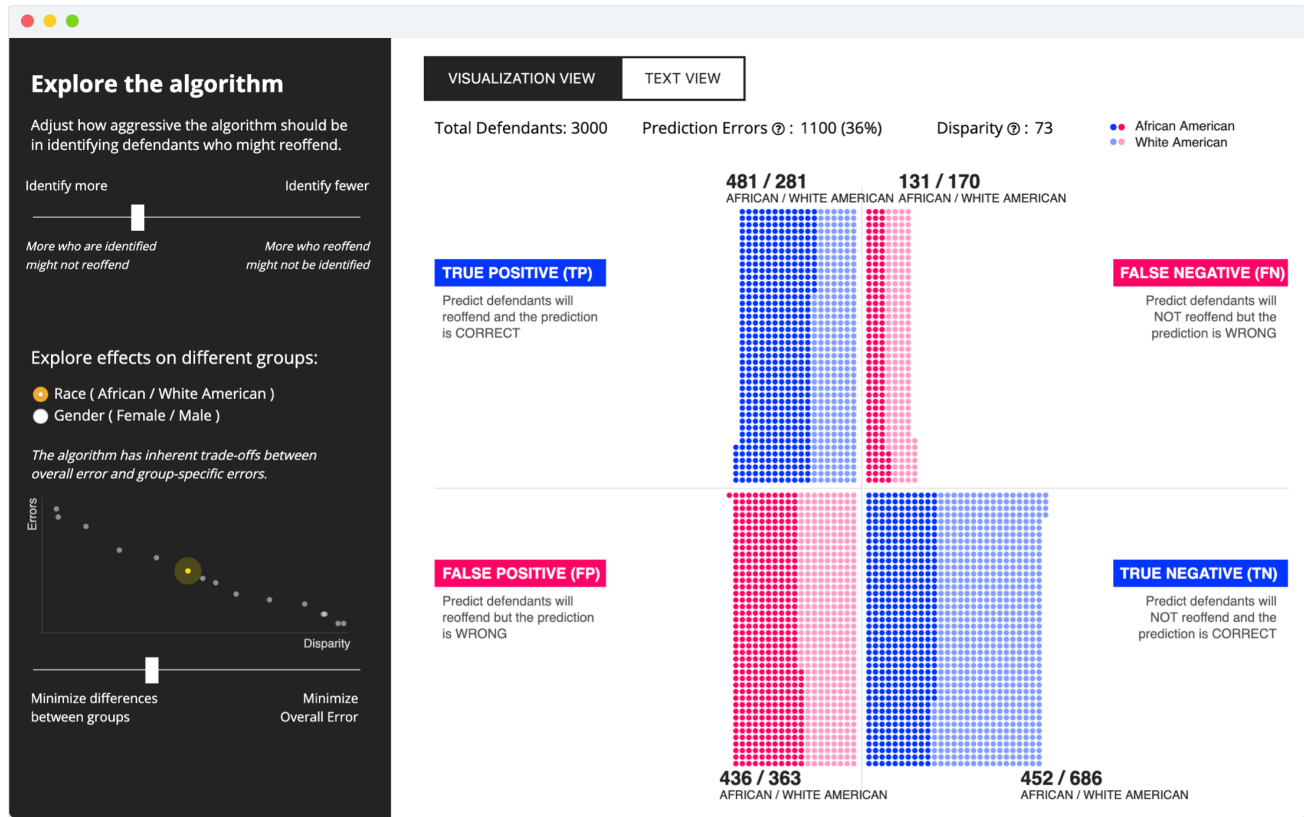 Explore the algorithm
Adjust how aggressive the algorithm should be
in identifying defendants who might reoffend.
Identify more
Identify fewer
More who are identified
might not reoffend
More who reoffend
might not be identified
Explore effects on different groups:
Race ( African / White American )
Gender ( Female / Male )
The algorithm has inherent trade-offs between
overall error and group-specific errors.
Errors
Disparity
Minimize differences
between groups
Minimize
Overall Error
VISUALIZATION VIEW
TEXT VIEW
Total Defendants: 3000
Prediction Errors ? : 1100 (36%)
Disparity ? : 73
African American
White American
481 / 281
AFRICAN / WHITE AMERICAN
131 / 170
AFRICAN / WHITE AMERICAN
TRUE POSITIVE (TP)
Predict defendants will
reoffend and the prediction
is CORRECT
FALSE NEGATIVE (FN)
Predict defendants will
NOT reoffend but the
prediction is WRONG
FALSE POSITIVE (FP)
Predict defendants will
reoffend but the prediction
is WRONG
TRUE NEGATIVE (TN)
Predict defendants will
NOT reoffend and the
prediction is CORRECT
436 / 363
AFRICAN / WHITE AMERICAN
452 / 686
AFRICAN / WHITE AMERICAN